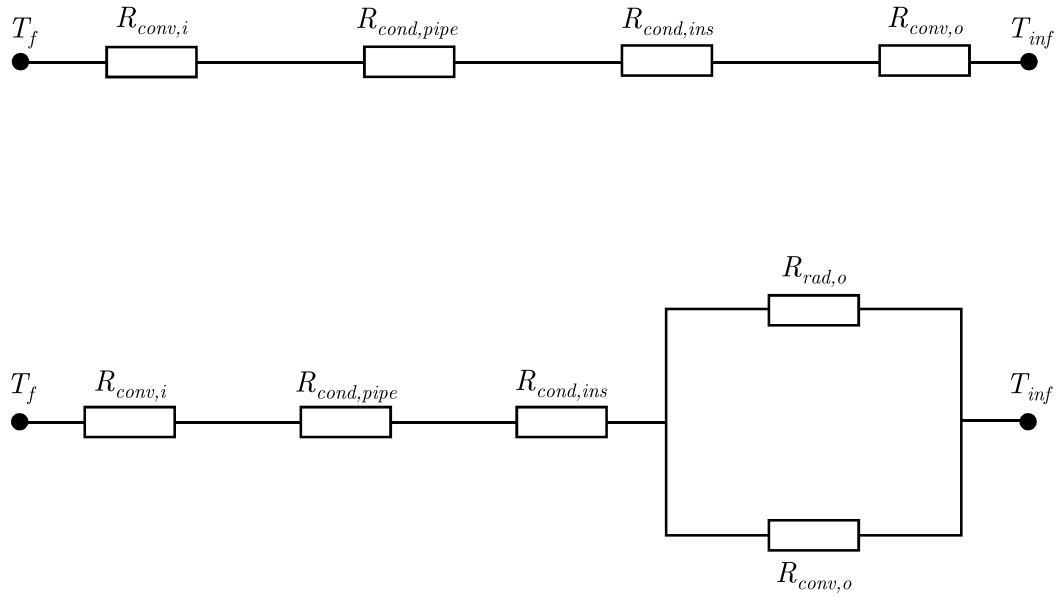 T_f R_conv,i R_cond,pipe R_cond,ins R_conv,o T_inf
R_rad,o
T_f R_conv,i R_cond,pipe R_cond,ins T_inf
R_conv,o